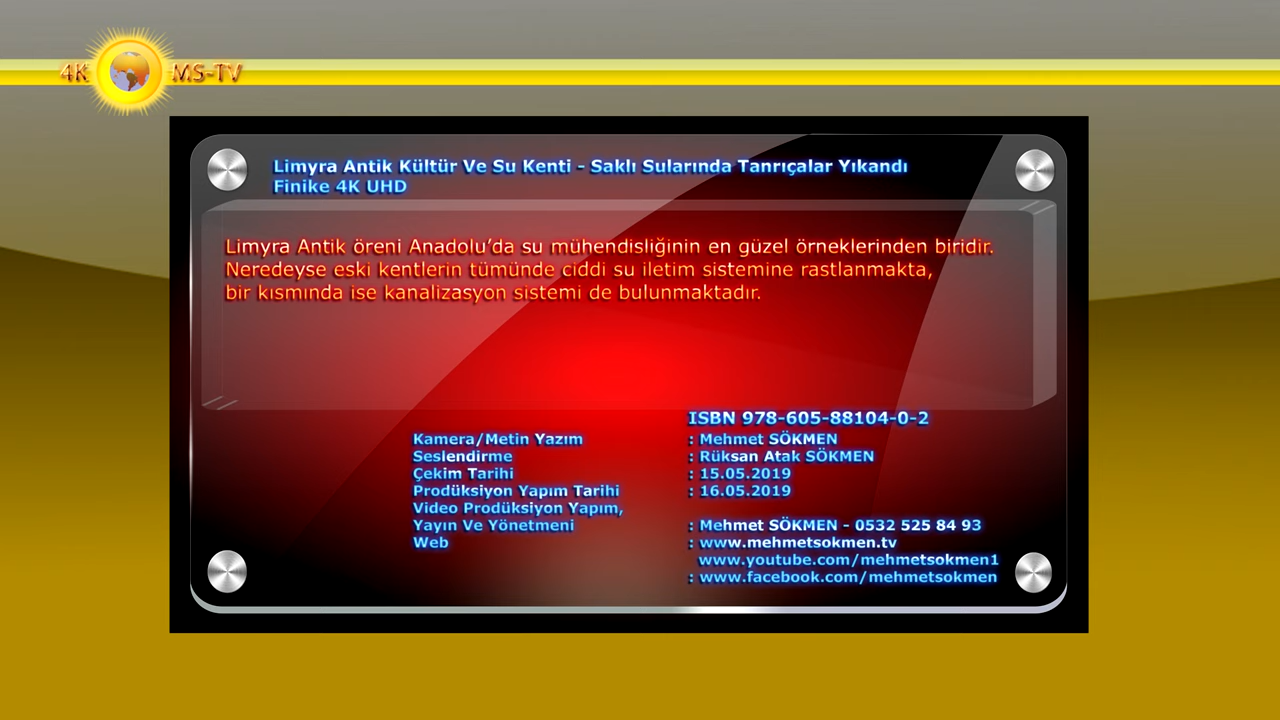 4K MS-TV
Limyra Antik Kültür Ve Su Kenti - Saklı Sularında Tanrıçalar Yıkandı
Finike 4K UHD
Limyra Antik öreni Anadolu'da su mühendisliğinin en güzel örneklerinden biridir.
Neredeyse eski kentlerin tümünde ciddi su iletim sistemine rastlanmakta,
bir kısmında ise kanalizasyon sistemi de bulunmaktadır.
ISBN 978-605-88104-0-2
Kamera/Metin Yazım : Mehmet SÖKMEN
Seslendirme : Rüksan Atak SÖKMEN
Çekim Tarihi : 15.05.2019
Prodüksiyon Yapım Tarihi : 16.05.2019
Video Prodüksiyon Yapım,
Yayın Ve Yönetmeni : Mehmet SÖKMEN - 0532 525 84 93
Web : www.mehmetsokmen.tv
www.youtube.com/mehmetsokmen1
: www.facebook.com/mehmetsokmen